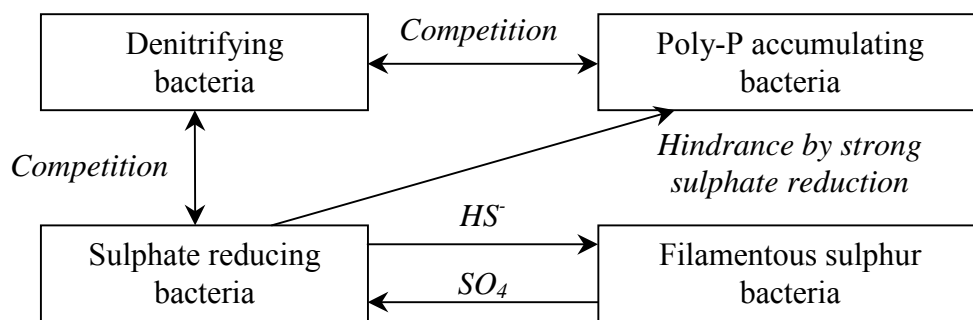 Denitrifying
bacteria
Competition
Poly-P accumulating
bacteria
Competition
Hindrance by strong
sulphate reduction
Sulphate reducing
bacteria
HS⁻
SO₄
Filamentous sulphur
bacteria